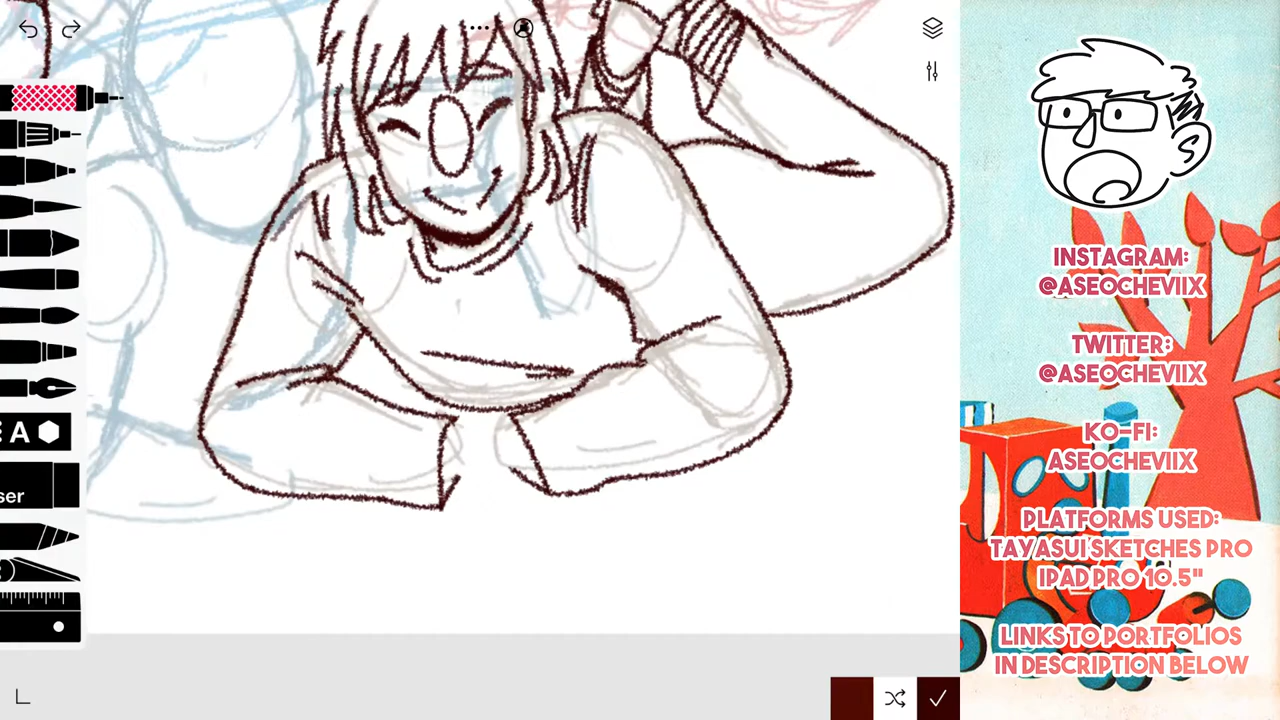 A
ser
INSTAGRAM:
@ASEOCHEVIIX
TWITTER:
@ASEOCHEVIIX
KO-FI:
ASEOCHEVIIX
PLATFORMS USED:
TAYASUI SKETCHES PRO
IPAD PRO 10.5"
LINKS TO PORTFOLIOS
IN DESCRIPTION BELOW